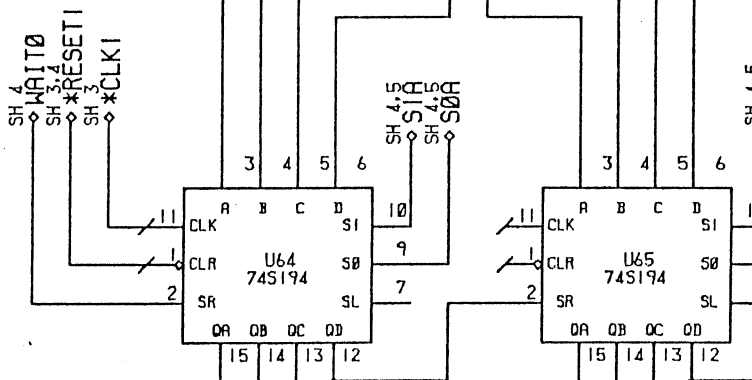 SH 4
WAIT0
SH 3,4
*RESET1
SH 3
*CLK1
SH 4,5
S1A
SH 4,5
S0A
SH 4,5
3 4 5 6
A B C D
11 CLK S1 10
1 CLR U64 S0 9
74S194
2 SR SL 7
QA QB QC QD
15 14 13 12
3 4 5 6
A B C D
11 CLK S1 1
1 CLR U65 S0
74S194
2 SR SL
QA QB QC QD
15 14 13 12